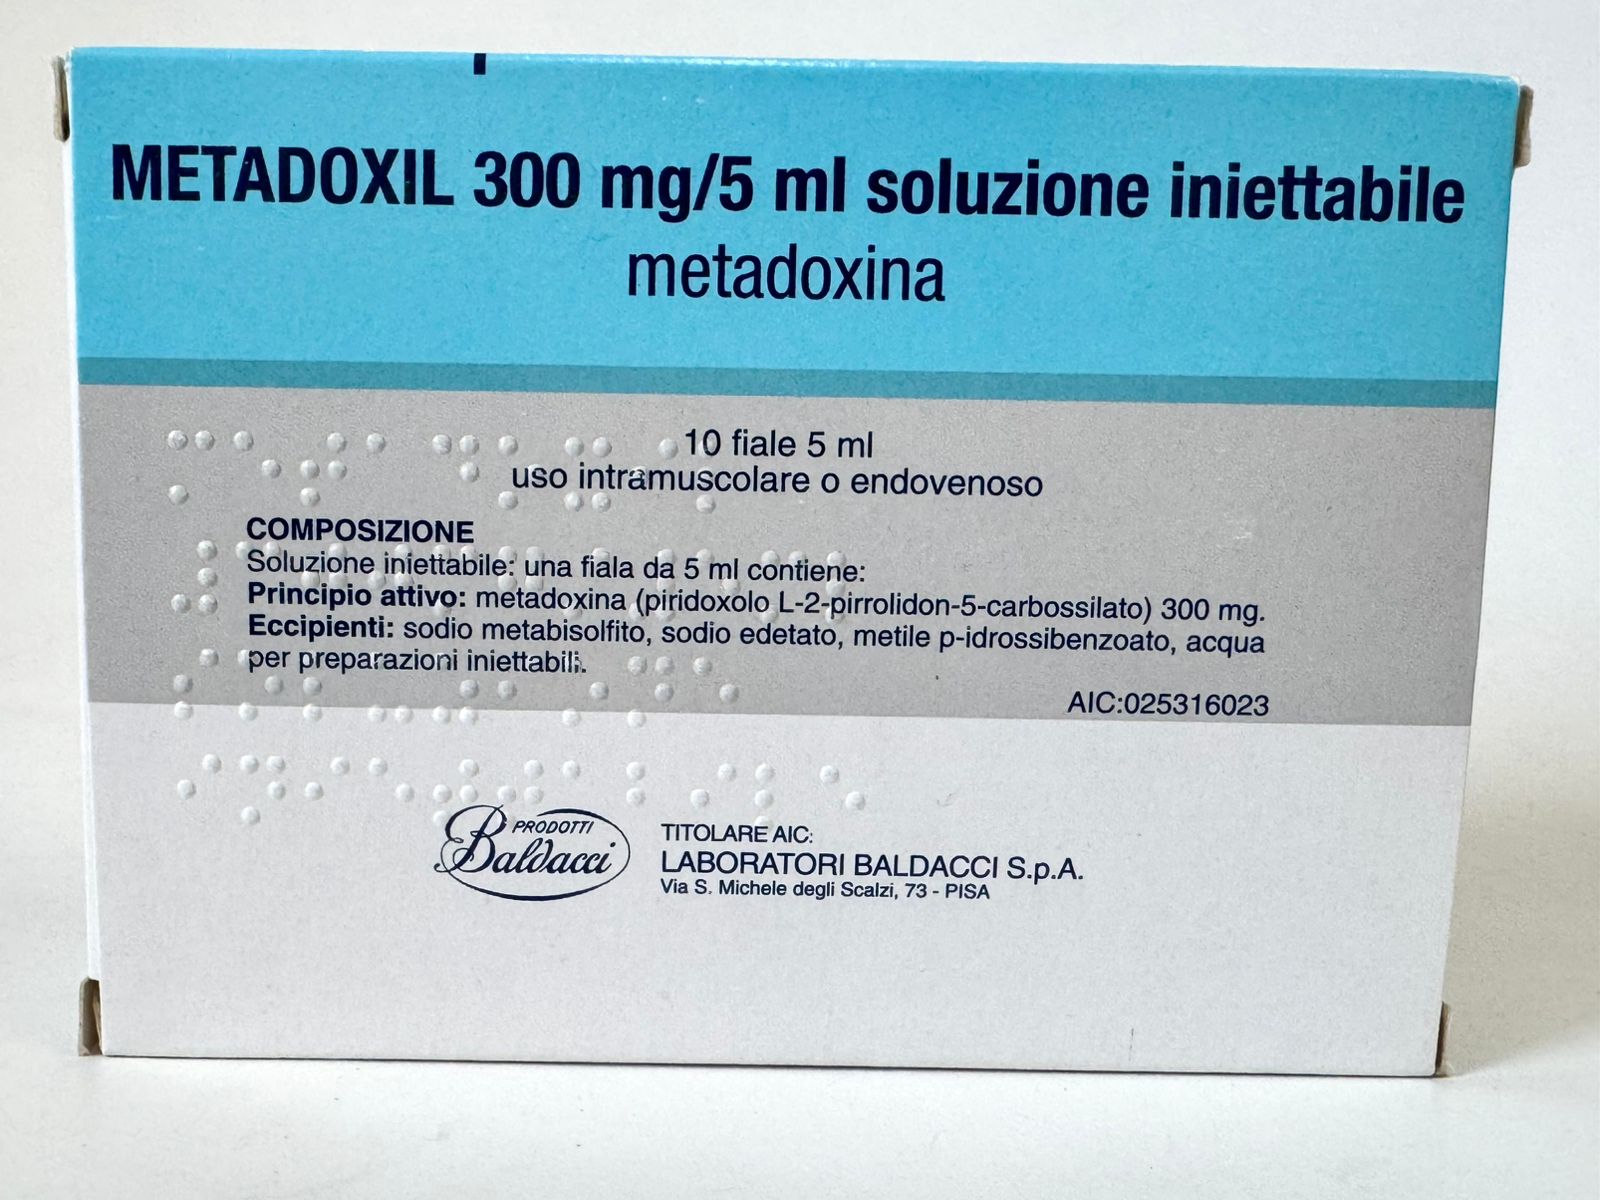 METADOXIL 300 mg/5 ml soluzione iniettabile
metadoxina
10 fiale 5 ml
uso intramuscolare o endovenoso
COMPOSIZIONE
Soluzione iniettabile: una fiala da 5 ml contiene:
Principio attivo: metadoxina (piridoxolo L-2-pirrolidon-5-carbossilato) 300 mg.
Eccipienti: sodio metabisolfito, sodio edetato, metile p-idrossibenzoato, acqua
per preparazioni iniettabili.
AIC:025316023
PRODOTTI
Baldacci
TITOLARE AIC:
LABORATORI BALDACCI S.p.A.
Via S. Michele degli Scalzi, 73 - PISA